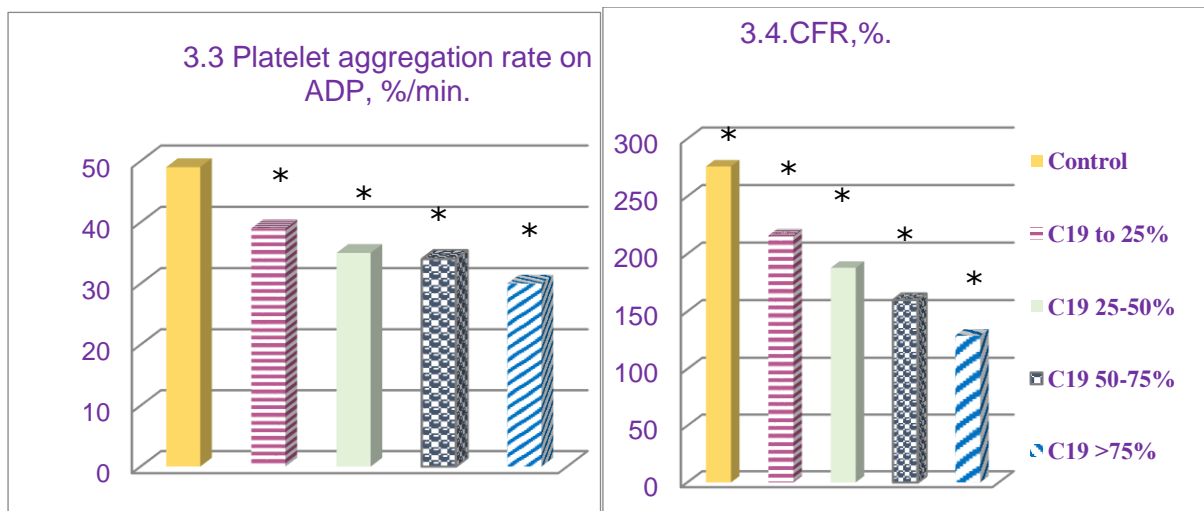 3.3 Platelet aggregation rate on
ADP, %/min.
50
40
30
20
10
0
*
*
*
*
3.4.CFR,%.
300
250
200
150
100
50
0
*
*
*
*
*
Control
C19 to 25%
C19 25-50%
C19 50-75%
C19 >75%